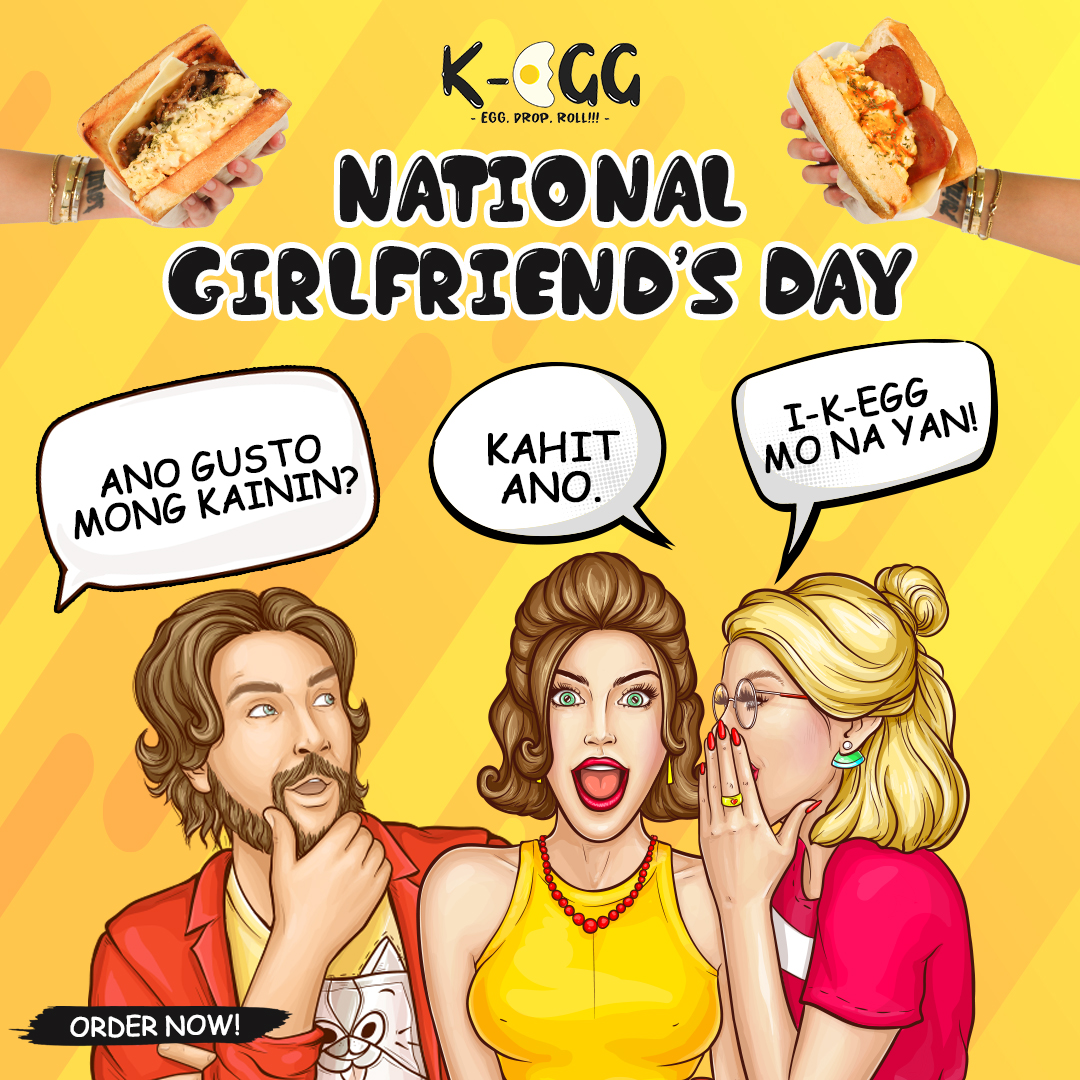 K-EGG
- EGG. DROP. ROLL!!! -
NATIONAL
GIRLFRIEND'S DAY
ANO GUSTO
MONG KAININ?
KAHIT
ANO.
I-K-EGG
MO NA YAN!
ORDER NOW!